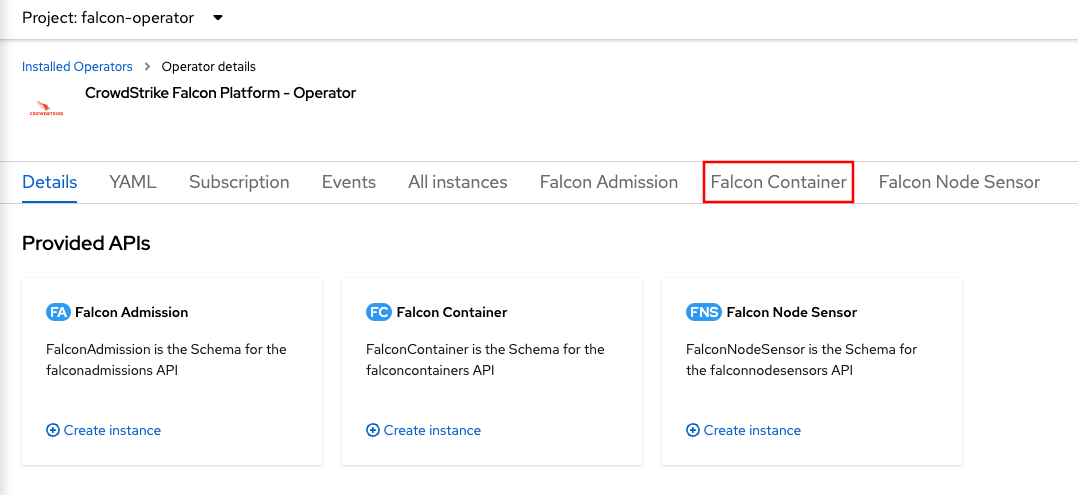 Project: falcon-operator
Installed Operators > Operator details
CrowdStrike Falcon Platform - Operator
CROWDSTRIKE
Details YAML Subscription Events All instances Falcon Admission Falcon Container Falcon Node Sensor
Provided APIs
FA Falcon Admission FC Falcon Container FNS Falcon Node Sensor
FalconAdmission is the Schema for the FalconContainer is the Schema for the FalconNodeSensor is the Schema for
falconadmissions API falconcontainers API the falconnodesensors API
Create instance Create instance Create instance